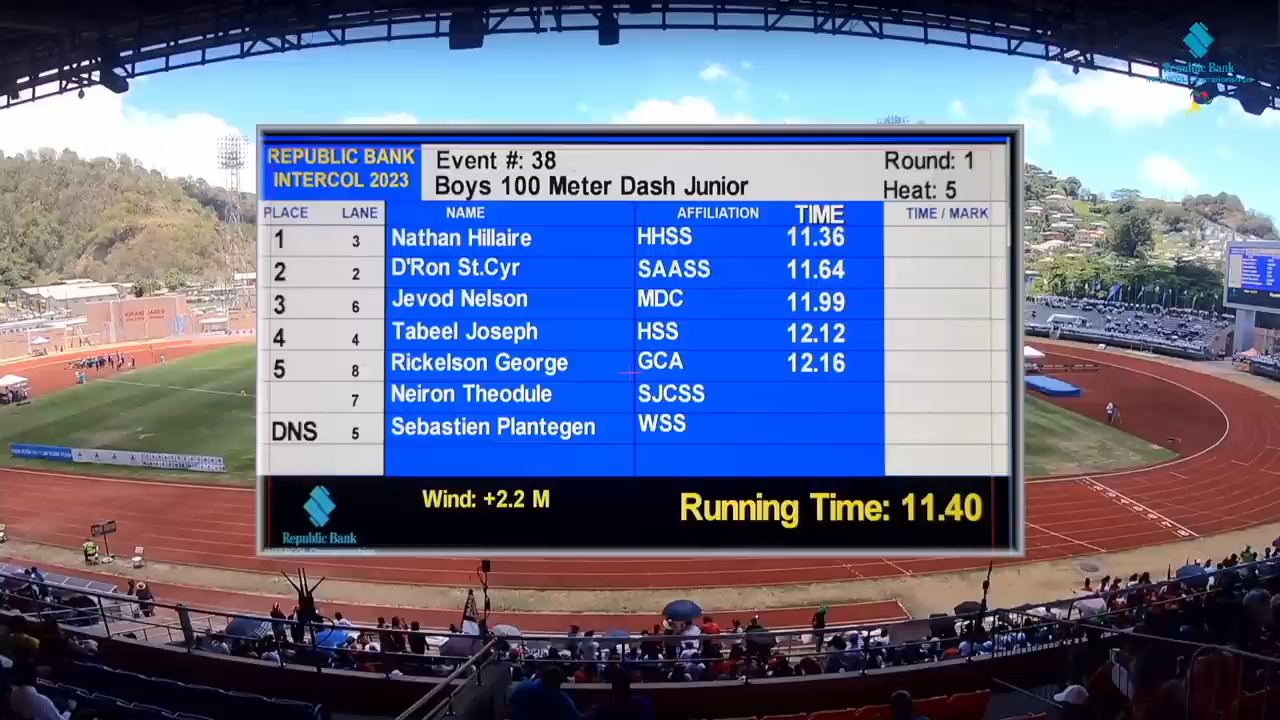 Republic Bank
REPUBLIC BANK
INTERCOL 2023
Event #: 38
Round: 1
Boys 100 Meter Dash Junior
Heat: 5
PLACE LANE NAME AFFILIATION TIME TIME / MARK
1 3 Nathan Hillaire HHSS 11.36
2 2 D'Ron St.Cyr SAASS 11.64
3 6 Jevod Nelson MDC 11.99
4 4 Tabeel Joseph HSS 12.12
5 8 Rickelson George GCA 12.16
7 Neiron Theodule SJCSS
DNS 5 Sebastien Plantegen WSS
Wind: +2.2 M
Running Time: 11.40
Republic Bank